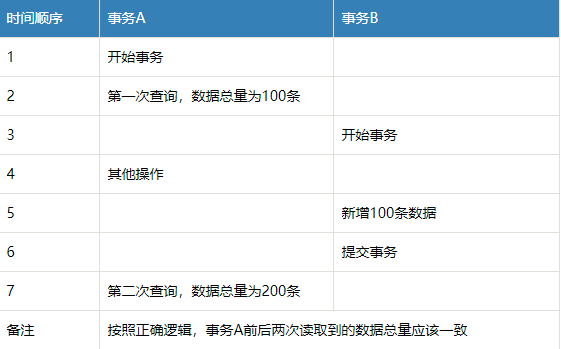 时间顺序 事务A 事务B
1 开始事务
2 第一次查询，数据总量为100条
3 开始事务
4 其他操作
5 新增100条数据
6 提交事务
7 第二次查询，数据总量为200条
备注 按照正确逻辑，事务A前后两次读取到的数据总量应该一致